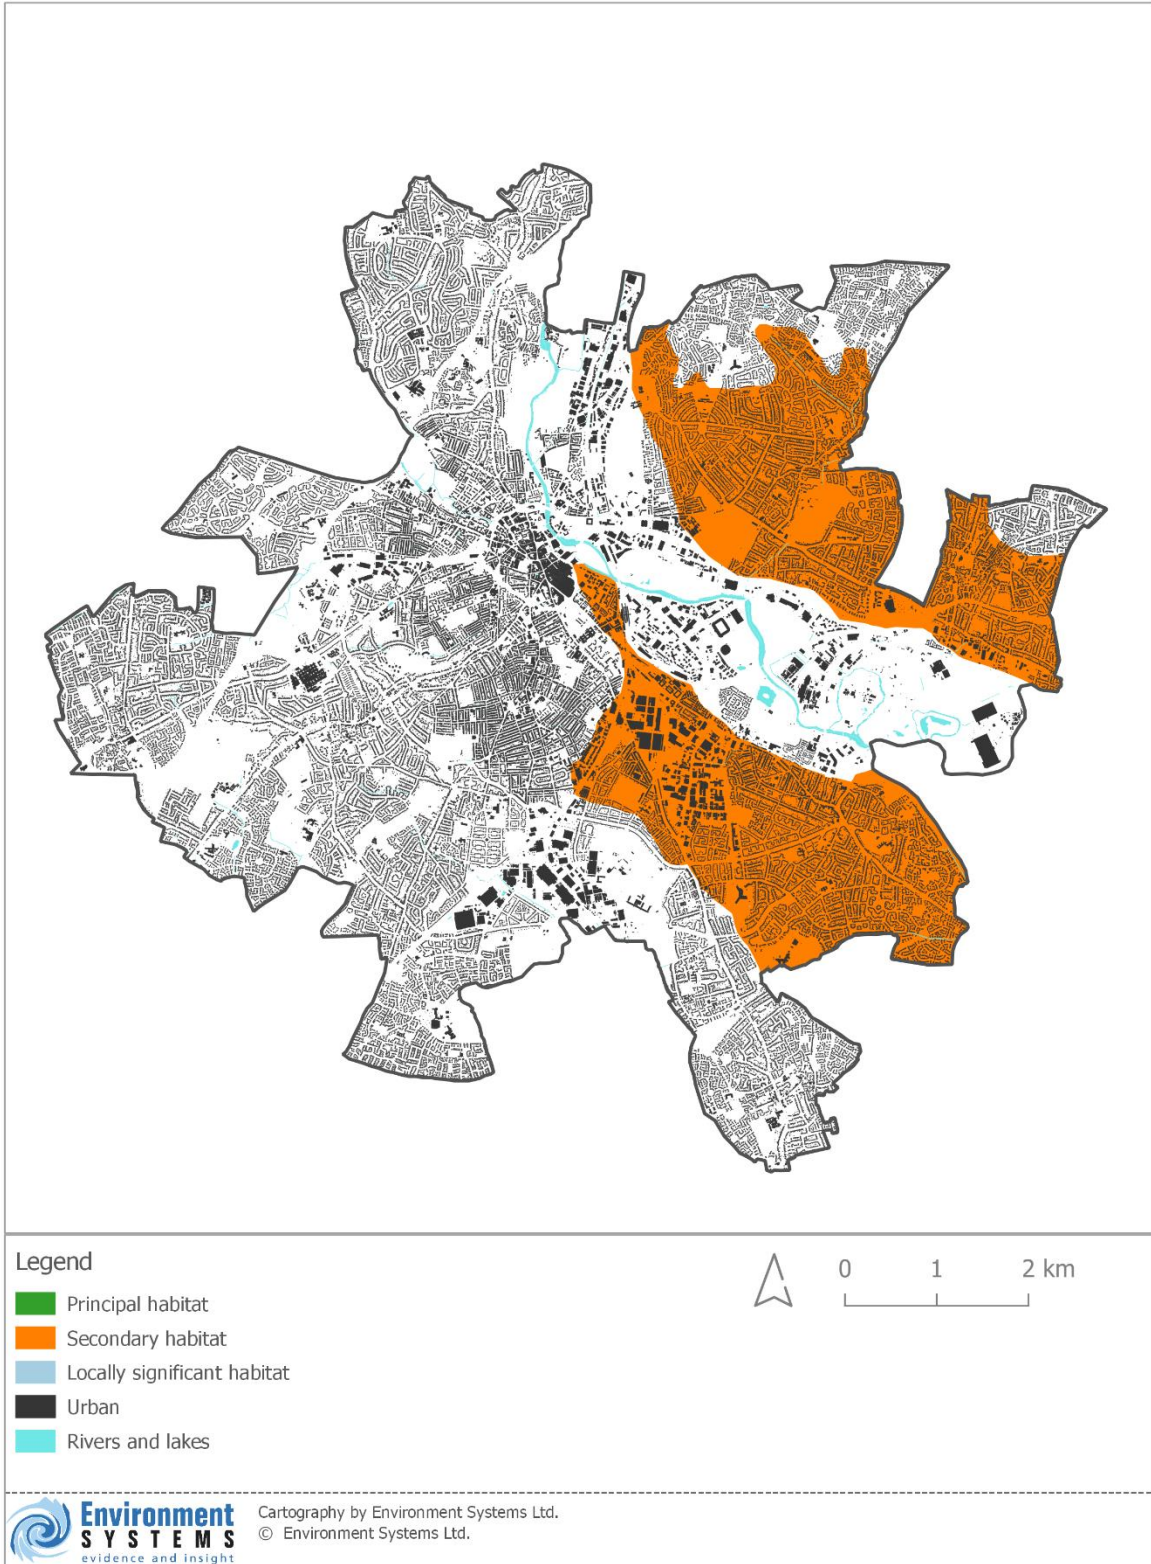 Legend
0 1 2 km
Principal habitat
Secondary habitat
Locally significant habitat
Urban
Rivers and lakes
Environment
SYSTEMS
evidence and insight
Cartography by Environment Systems Ltd.
© Environment Systems Ltd.